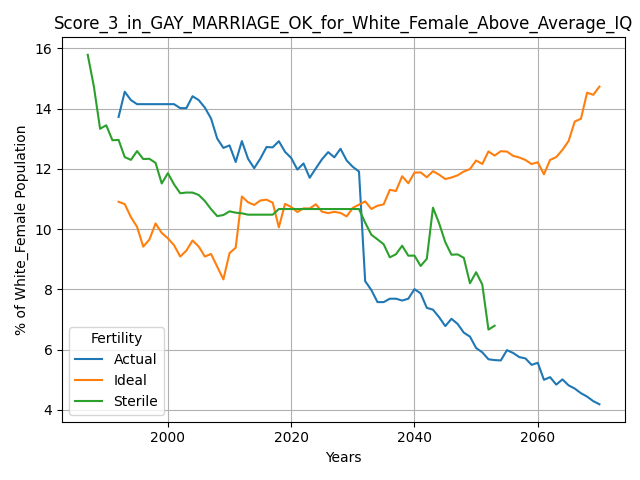 Score_3_in_GAY_MARRIAGE_OK_for_White_Female_Above_Average_IQ
% of White_Female Population
16
14
12
10
8
6
4
Fertility
Actual
Ideal
Sterile
2000
2020
2040
2060
Years